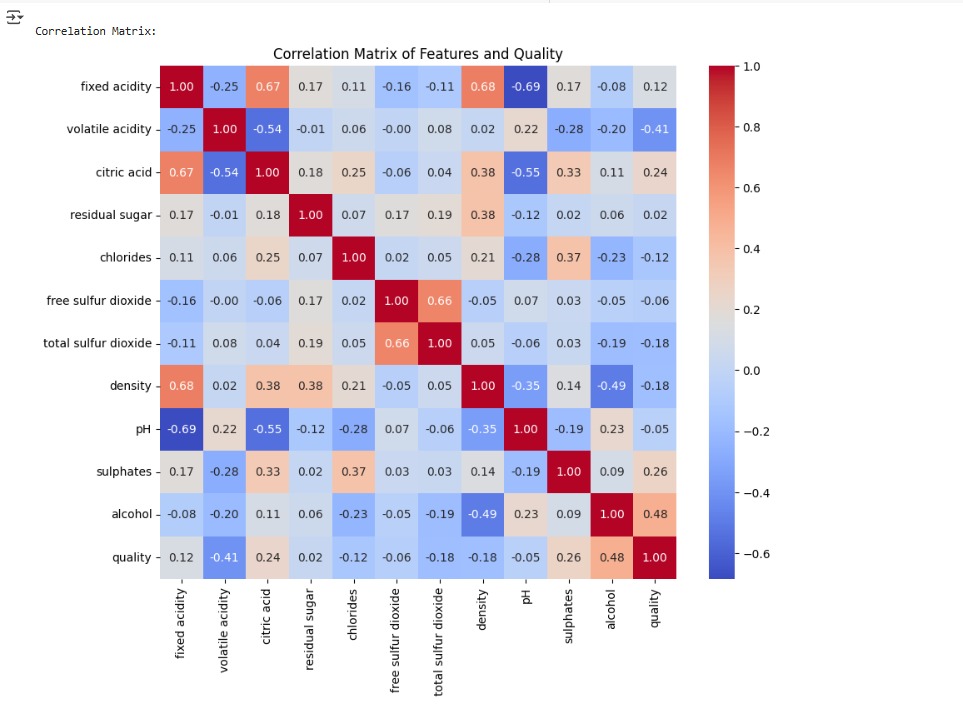 Correlation Matrix:
Correlation Matrix of Features and Quality
fixed acidity 1.00 -0.25 0.67 0.17 0.11 -0.16 -0.11 0.68 -0.69 0.17 -0.08 0.12
volatile acidity -0.25 1.00 -0.54 -0.01 0.06 -0.00 0.08 0.02 0.22 -0.28 -0.20 -0.41
citric acid 0.67 -0.54 1.00 0.18 0.25 -0.06 0.04 0.38 -0.55 0.33 0.11 0.24
residual sugar 0.17 -0.01 0.18 1.00 0.07 0.17 0.19 0.38 -0.12 0.02 0.06 0.02
chlorides 0.11 0.06 0.25 0.07 1.00 0.02 0.05 0.21 -0.28 0.37 -0.23 -0.12
free sulfur dioxide -0.16 -0.00 -0.06 0.17 0.02 1.00 0.66 -0.05 0.07 0.03 -0.05 -0.06
total sulfur dioxide -0.11 0.08 0.04 0.19 0.05 0.66 1.00 0.05 -0.06 0.03 -0.19 -0.18
density 0.68 0.02 0.38 0.38 0.21 -0.05 0.05 1.00 -0.35 0.14 -0.49 -0.18
pH -0.69 0.22 -0.55 -0.12 -0.28 0.07 -0.06 -0.35 1.00 -0.19 0.23 -0.05
sulphates 0.17 -0.28 0.33 0.02 0.37 0.03 0.03 0.14 -0.19 1.00 0.09 0.26
alcohol -0.08 -0.20 0.11 0.06 -0.23 -0.05 -0.19 -0.49 0.23 0.09 1.00 0.48
quality 0.12 -0.41 0.24 0.02 -0.12 -0.06 -0.18 -0.18 -0.05 0.26 0.48 1.00
fixed acidity
volatile acidity
citric acid
residual sugar
chlorides
free sulfur dioxide
total sulfur dioxide
density
pH
sulphates
alcohol
quality
1.0
0.8
0.6
0.4
0.2
0.0
−0.2
−0.4
−0.6